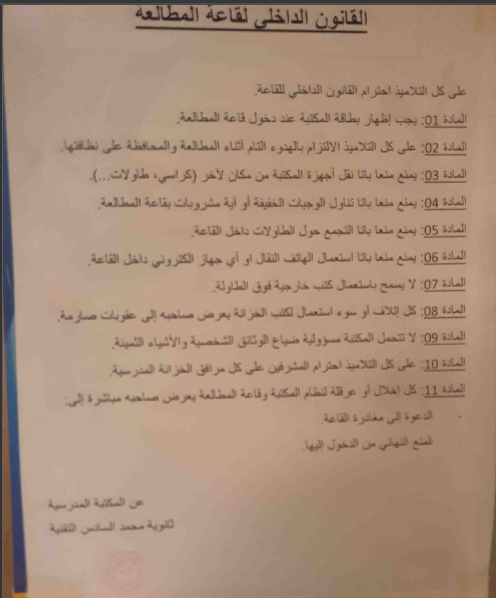 القانون الداخلي لقاعة المطالعة
على كل التلاميذ احترام القانون الداخلي للقاعة.
المادة 01: يجب إظهار بطاقة المكتبة عند دخول قاعة المطالعة.
المادة 02: على كل التلاميذ الالتزام بالهدوء التام أثناء المطالعة والمحافظة على نظافتها.
المادة 03: يمنع منعا باتا نقل أجهزة المكتبة من مكان لآخر (كراسي، طاولات...).
المادة 04: يمنع منعا باتا تناول الوجبات الخفيفة أو أية مشروبات بقاعة المطالعة.
المادة 05: يمنع منعا باتا التجمع حول الطاولات داخل القاعة.
المادة 06: يمنع منعا باتا استعمال الهاتف النقال او أي جهاز الكتروني داخل القاعة.
المادة 07: لا يسمح باستعمال كتب خارجية فوق الطاولة.
المادة 08: كل إتلاف أو سوء استعمال لكتب الخزانة يعرض صاحبه إلى عقوبات صارمة.
المادة 09: لا تتحمل المكتبة مسؤولية ضياع الوثائق الشخصية والأشياء الثمينة.
المادة 10: على كل التلاميذ احترام المشرفين على كل مرافق الخزانة المدرسية.
المادة 11: كل إخلال أو عرقلة لنظام المكتبة وقاعة المطالعة يعرض صاحبه مباشرة إلى:
- الدعوة إلى مغادرة القاعة.
- المنع النهائي من الدخول إليها.
عن المكتبة المدرسية
ثانوية محمد السادس التقنية